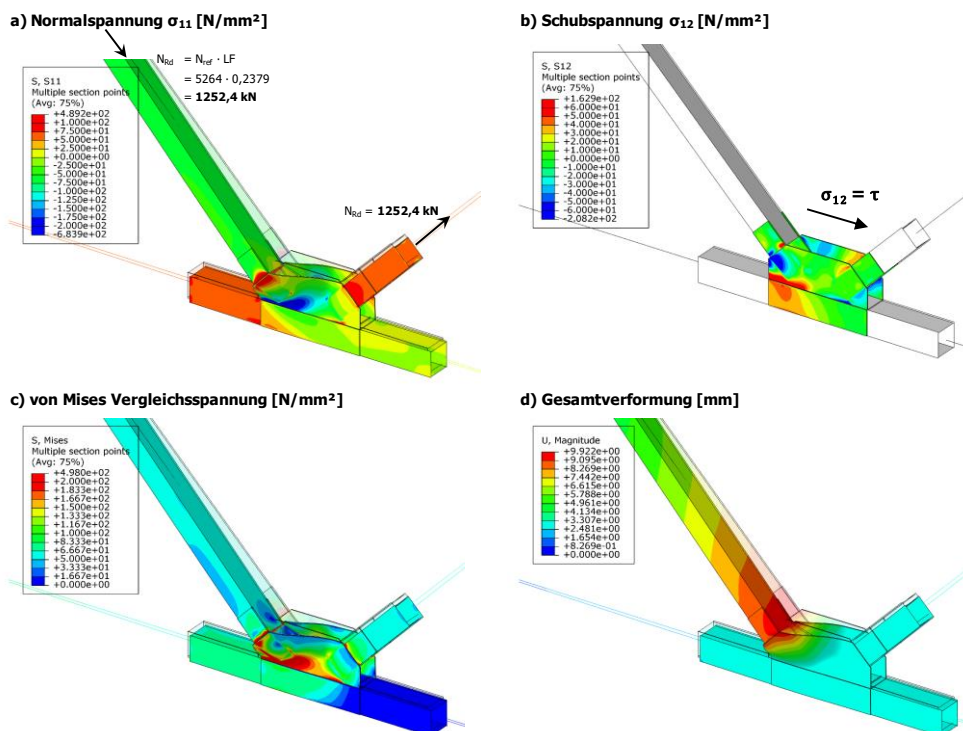 a) Normalspannung σ₁₁ [N/mm²]
N_Rd = N_ref · LF
= 5264 · 0,2379
= 1252,4 kN
S, S11
Multiple section points
(Avg: 75%)
+4.892e+02
+1.000e+02
+7.500e+01
+5.000e+01
+2.500e+01
+0.000e+00
-2.500e+01
-5.000e+01
-7.500e+01
-1.000e+02
-1.250e+02
-1.500e+02
-1.750e+02
-2.000e+02
-6.839e+02
N_Rd = 1252,4 kN
b) Schubspannung σ₁₂ [N/mm²]
S, S12
Multiple section points
(Avg: 75%)
+1.629e+02
+6.000e+01
+5.000e+01
+4.000e+01
+3.000e+01
+2.000e+01
+1.000e+01
+0.000e+00
-1.000e+01
-2.000e+01
-3.000e+01
-4.000e+01
-5.000e+01
-6.000e+01
-2.082e+02
σ₁₂ = τ
c) von Mises Vergleichsspannung [N/mm²]
S, Mises
Multiple section points
(Avg: 75%)
+4.980e+02
+2.000e+02
+1.833e+02
+1.667e+02
+1.500e+02
+1.333e+02
+1.167e+02
+1.000e+02
+8.333e+01
+6.667e+01
+5.000e+01
+3.333e+01
+1.667e+01
+0.000e+00
d) Gesamtverformung [mm]
U, Magnitude
+9.922e+00
+9.095e+00
+8.269e+00
+7.442e+00
+6.615e+00
+5.788e+00
+4.961e+00
+4.134e+00
+3.307e+00
+2.481e+00
+1.654e+00
+8.269e-01
+0.000e+00